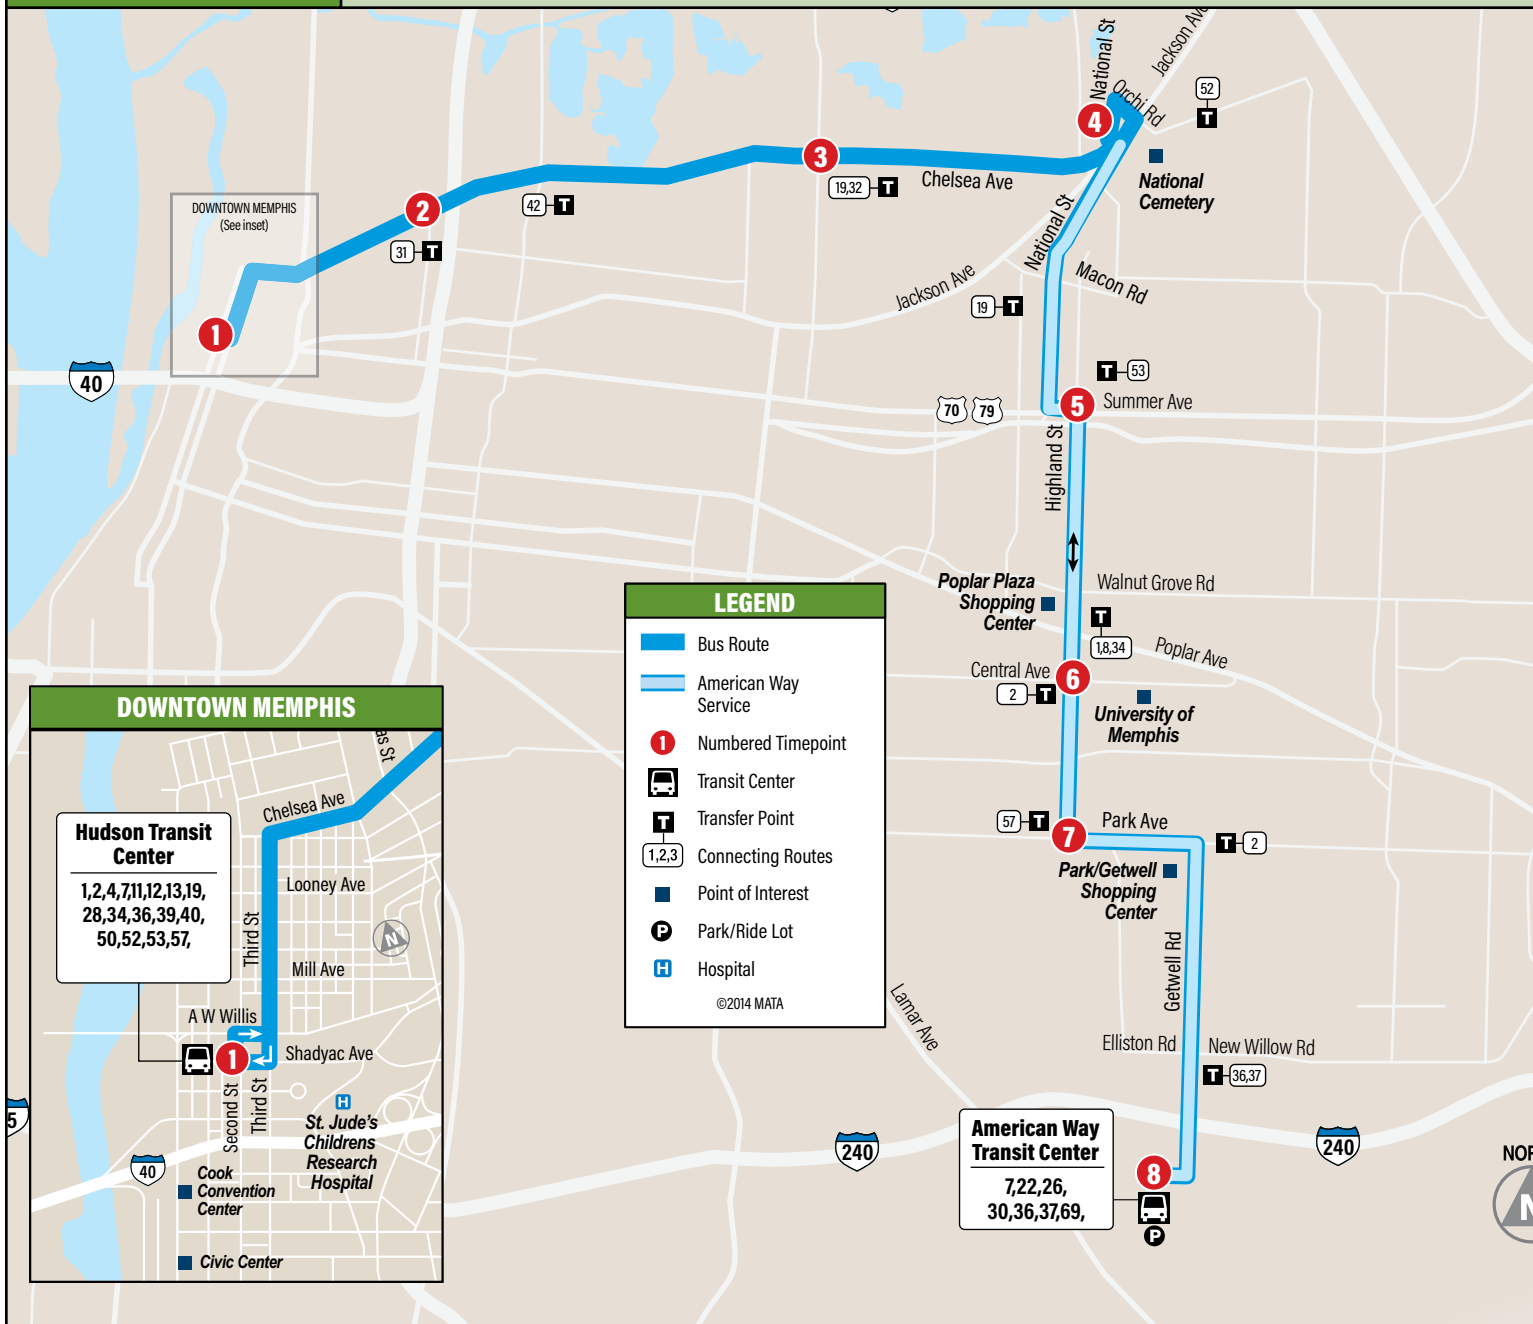 National St
Jackson Ave
Orchi Rd
52
T
4
3
Chelsea Ave
19,32
T
National
Cemetery
2
42
T
31
T
DOWNTOWN MEMPHIS
(See inset)
1
National St
Macon Rd
Jackson Ave
19
T
40
T
53
70
79
5
Summer Ave
Highland St
Poplar Plaza
Shopping
Center
Walnut Grove Rd
T
1,8,34
Poplar Ave
Central Ave
6
2
T
University of
Memphis
57
T
7
Park Ave
T
2
Park/Getwell
Shopping
Center
Getwell Rd
Lamar Ave
Elliston Rd
New Willow Rd
T
36,37
240
240
American Way
Transit Center
7,22,26,
30,36,37,69,
8
P
NOR
N
LEGEND
Bus Route
American Way
Service
1
Numbered Timepoint
Transit Center
T
Transfer Point
1,2,3
Connecting Routes
Point of Interest
P
Park/Ride Lot
H
Hospital
©2014 MATA
DOWNTOWN MEMPHIS
as St
Chelsea Ave
Hudson Transit
Center
1,2,4,7,11,12,13,19,
28,34,36,39,40,
50,52,53,57,
Looney Ave
Third St
N
Mill Ave
A W Willis
1
Shadyac Ave
Second St
Third St
H
St. Jude's
Childrens
Research
Hospital
5
40
Cook
Convention
Center
Civic Center